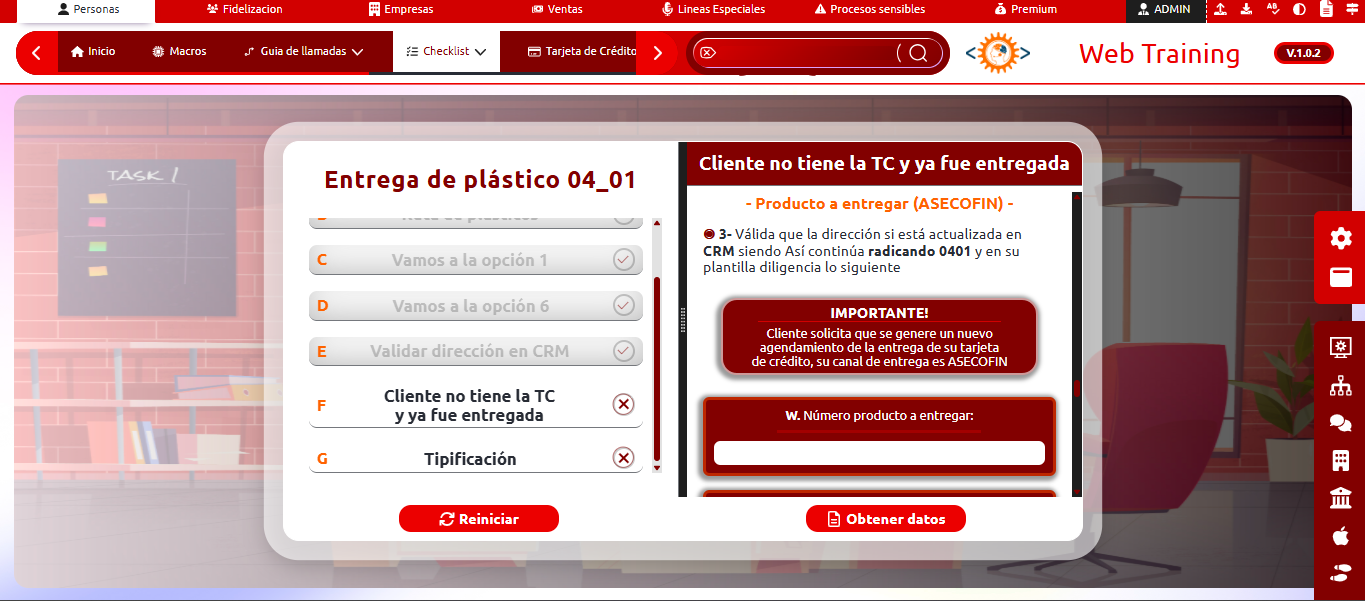 Personas
Fidelizacion
Empresas
Ventas
Lineas Especiales
Procesos sensibles
Premium
ADMIN
Inicio
Macros
Guia de llamadas
Checklist
Tarjeta de Crédito
Web Training
V.1.0.2
TASK 1
Entrega de plástico 04_01
C Vamos a la opción 1
D Vamos a la opción 6
E Validar dirección en CRM
F Cliente no tiene la TC
y ya fue entregada
G Tipificación
Reiniciar
Cliente no tiene la TC y ya fue entregada
- Producto a entregar (ASECOFIN) -
3- Válida que la dirección si está actualizada en
CRM siendo Así continúa radicando 0401 y en su
plantilla diligencia lo siguiente
IMPORTANTE!
Cliente solicita que se genere un nuevo
agendamiento de la entrega de su tarjeta
de crédito, su canal de entrega es ASECOFIN
W. Número producto a entregar:
Obtener datos